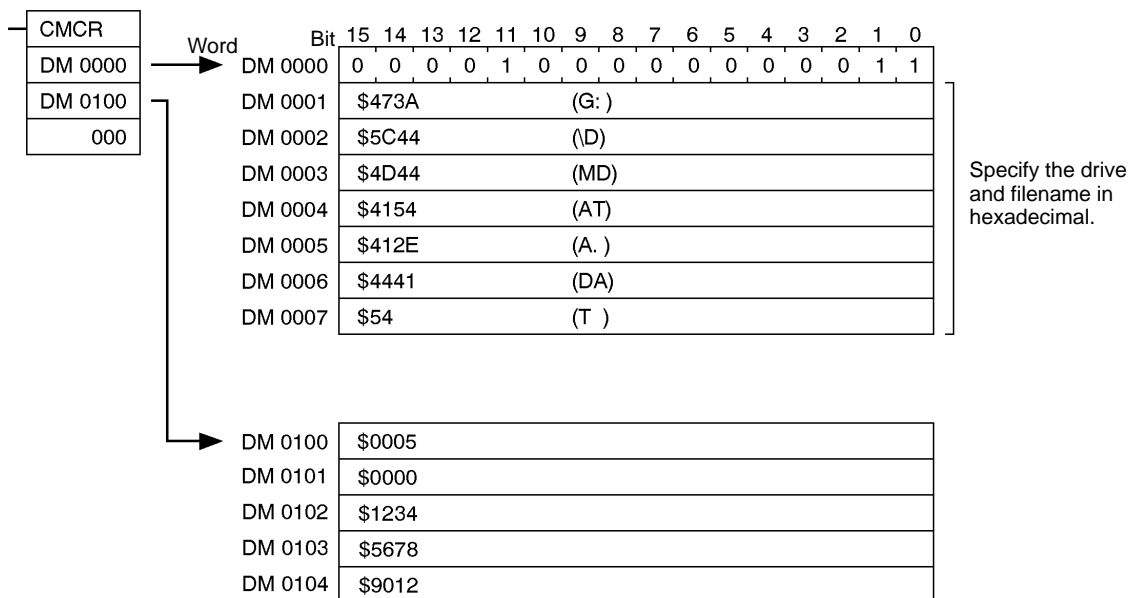 CMCR
DM 0000
DM 0100
000
Word
Bit 15 14 13 12 11 10 9 8 7 6 5 4 3 2 1 0
DM 0000 0 0 0 0 1 0 0 0 0 0 0 0 0 0 1 1
DM 0001 $473A (G: )
DM 0002 $5C44 (\D)
DM 0003 $4D44 (MD)
DM 0004 $4154 (AT)
DM 0005 $412E (A. )
DM 0006 $4441 (DA)
DM 0007 $54 (T )
Specify the drive
and filename in
hexadecimal.
DM 0100 $0005
DM 0101 $0000
DM 0102 $1234
DM 0103 $5678
DM 0104 $9012